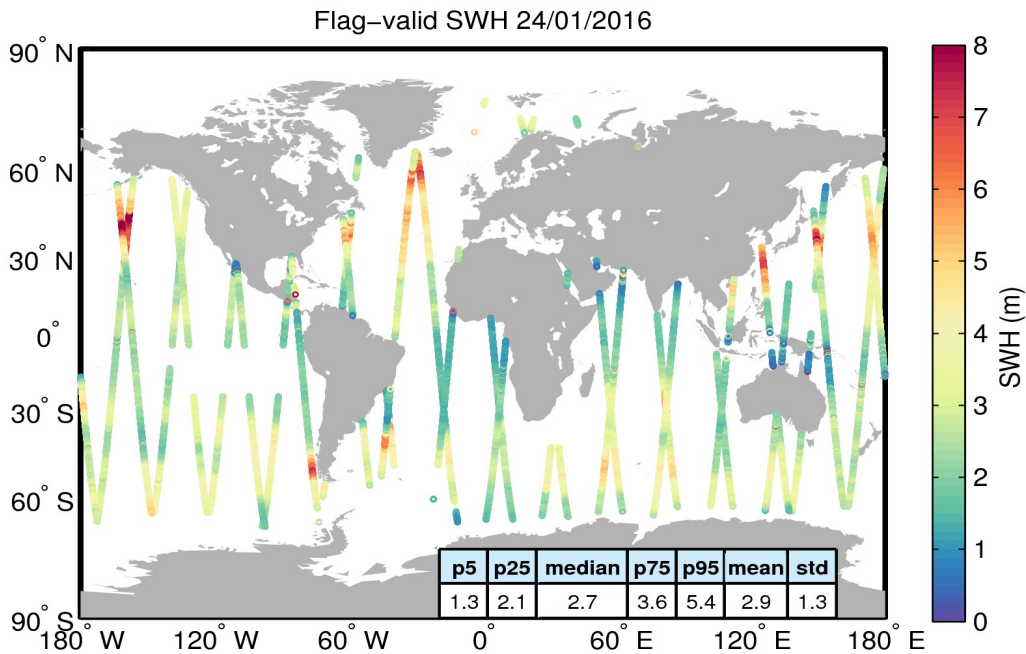 Flag−valid SWH 24/01/2016
90° N
60° N
30° N
0°
30° S
60° S
90° S
180° W
120° W
60° W
0°
60° E
120° E
180° E
p5 p25 median p75 p95 mean std
1.3 2.1 2.7 3.6 5.4 2.9 1.3
8
7
6
5
4
3
2
1
0
SWH (m)